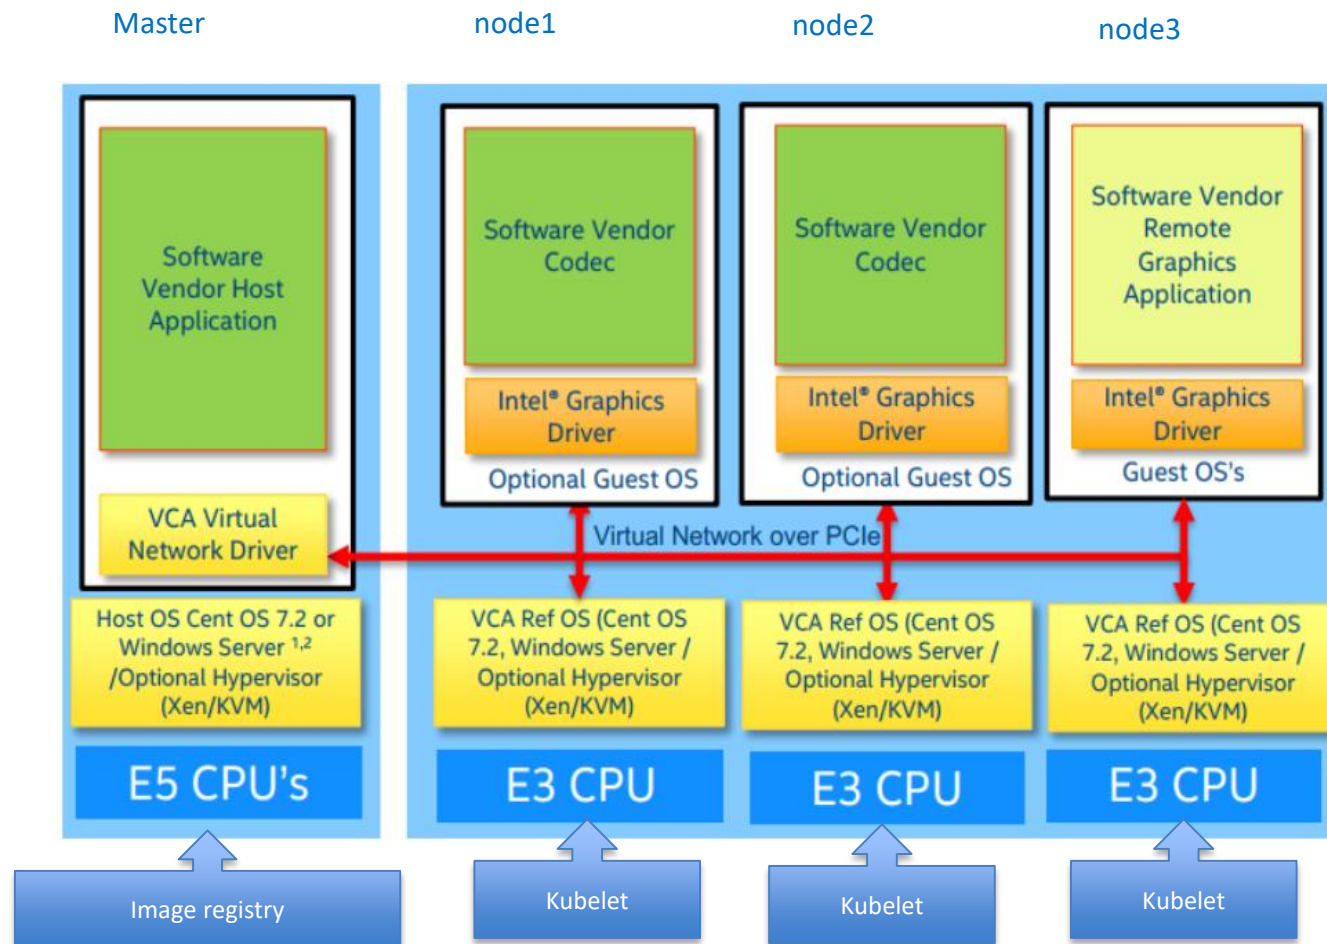 Master
node1
node2
node3
Software
Vendor Host
Application
VCA Virtual
Network Driver
Host OS Cent OS 7.2 or
Windows Server ¹,²
/Optional Hypervisor
(Xen/KVM)
E5 CPU's
Image registry
Software Vendor
Codec
Intel® Graphics
Driver
Optional Guest OS
Software Vendor
Codec
Intel® Graphics
Driver
Optional Guest OS
Software Vendor
Remote
Graphics
Application
Intel® Graphics
Driver
Guest OS's
Virtual Network over PCIe
VCA Ref OS (Cent OS
7.2, Windows Server /
Optional Hypervisor
(Xen/KVM)
E3 CPU
Kubelet
VCA Ref OS (Cent OS
7.2, Windows Server /
Optional Hypervisor
(Xen/KVM)
E3 CPU
Kubelet
VCA Ref OS (Cent OS
7.2, Windows Server /
Optional Hypervisor
(Xen/KVM)
E3 CPU
Kubelet